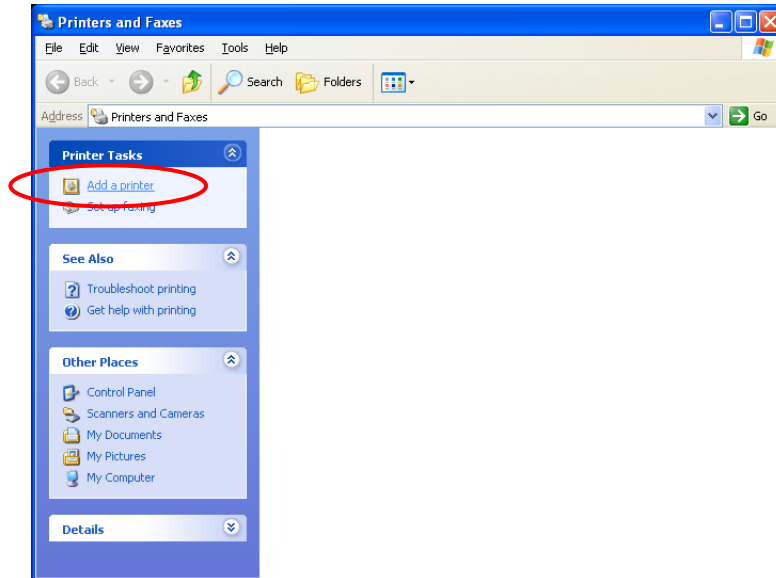 Printers and Faxes
File Edit View Favorites Tools Help
Back Search Folders
Address Printers and Faxes Go
Printer Tasks
Add a printer
Set up faxing
See Also
Troubleshoot printing
Get help with printing
Other Places
Control Panel
Scanners and Cameras
My Documents
My Pictures
My Computer
Details